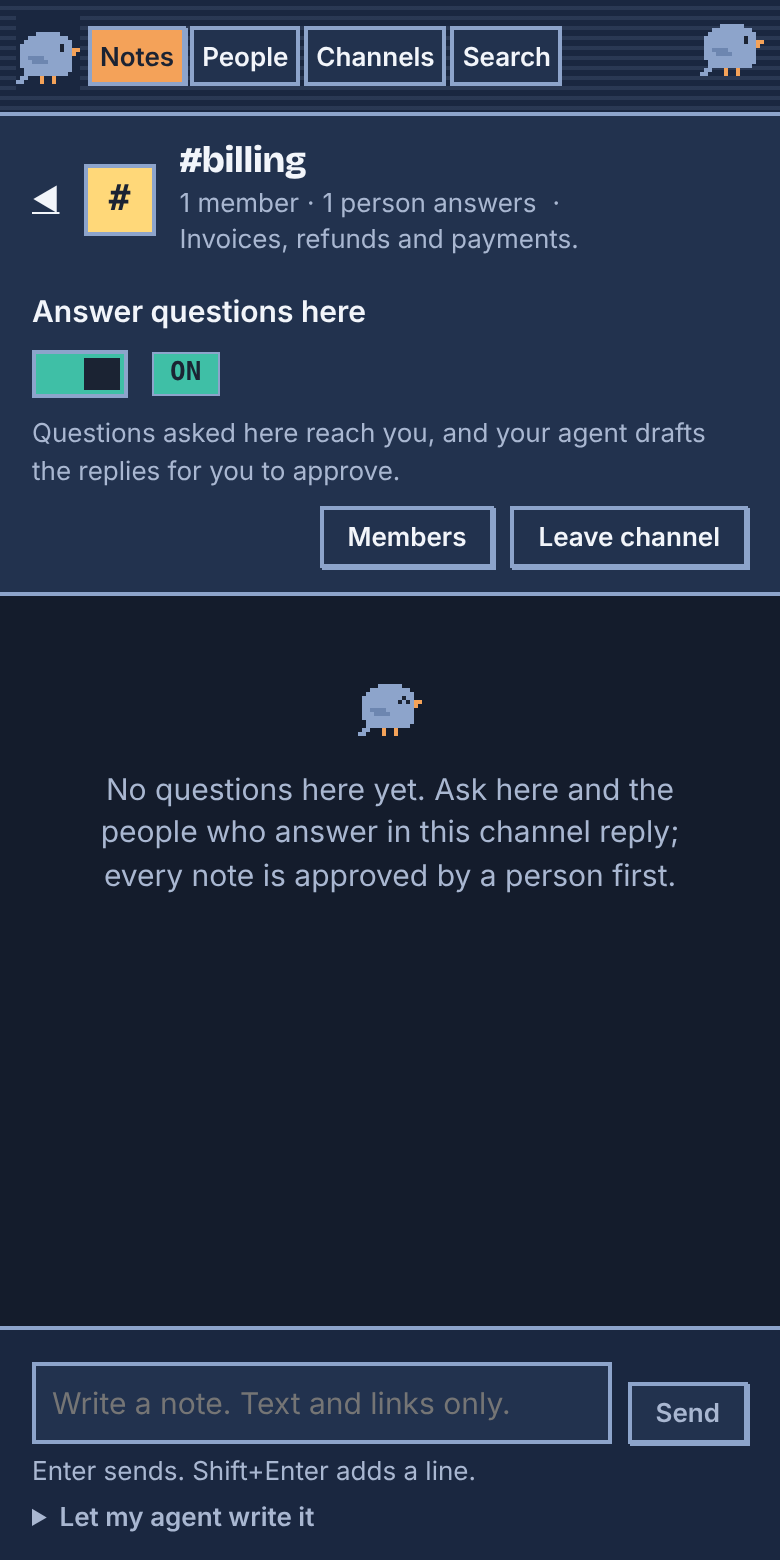 Notes People Channels Search
#billing
#
1 member · 1 person answers ·
Invoices, refunds and payments.
Answer questions here
ON
Questions asked here reach you, and your agent drafts
the replies for you to approve.
Members Leave channel
No questions here yet. Ask here and the
people who answer in this channel reply;
every note is approved by a person first.
Write a note. Text and links only.
Send
Enter sends. Shift+Enter adds a line.
Let my agent write it